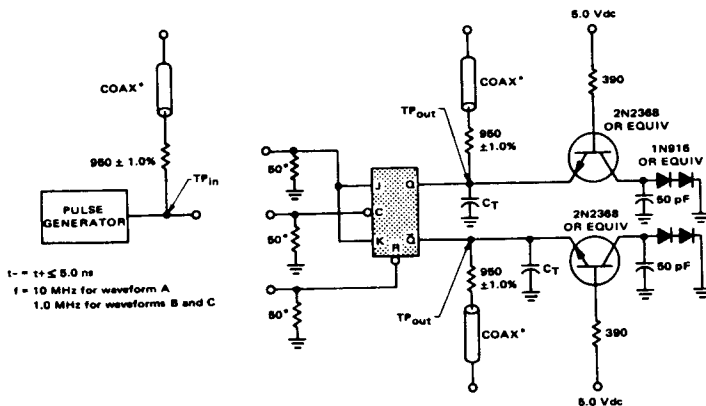 COAX*
950 ± 1.0%
TPin
PULSE
GENERATOR
t- = t+ ≤ 5.0 ns
f = 10 MHz for waveform A
1.0 MHz for waveforms B and C
50*
50*
50*
J
C
K
R
Q
Q̅
COAX*
950
±1.0%
TPout
CT
5.0 Vdc
390
2N2368
OR EQUIV
1N916
OR EQUIV
50 pF
2N2368
OR EQUIV
TPout
950
±1.0%
COAX*
CT
50 pF
390
5.0 Vdc